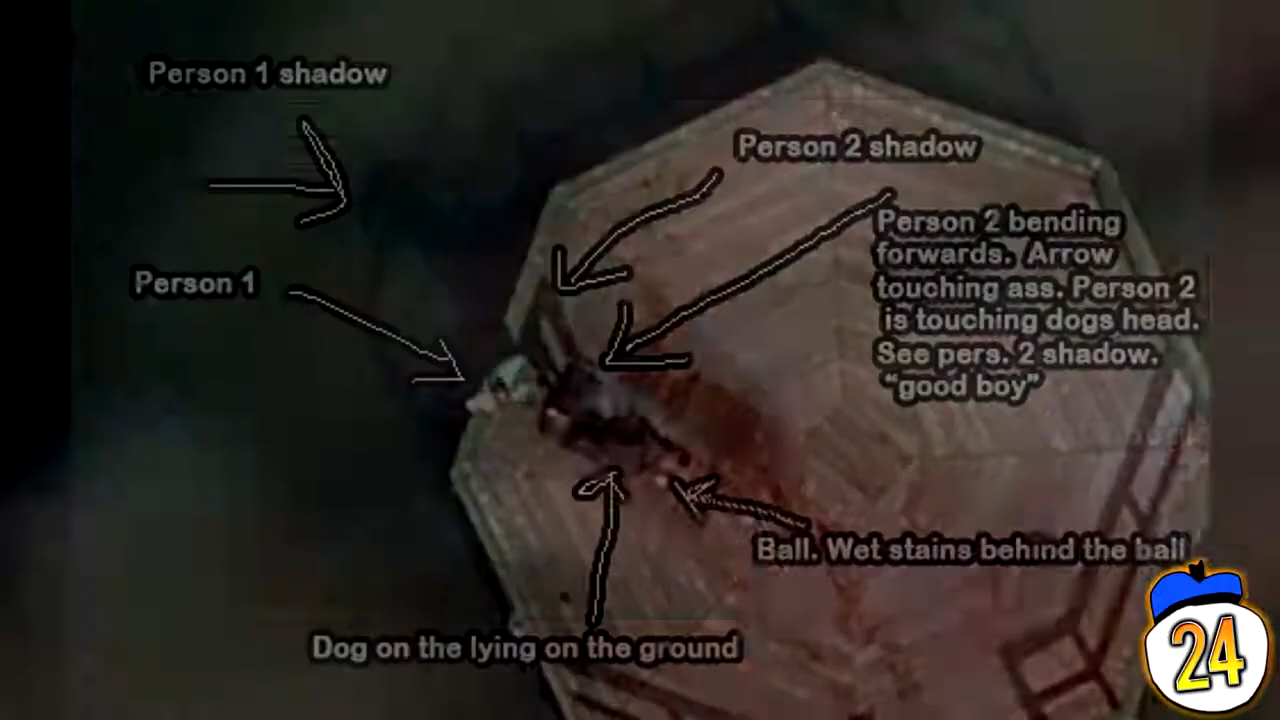 Person 1 shadow
Person 2 shadow
Person 2 bending
forwards. Arrow
touching ass. Person 2
is touching dogs head.
See pers. 2 shadow.
“good boy”
Person 1
Ball. Wet stains behind the ball
Dog on the lying on the ground
24